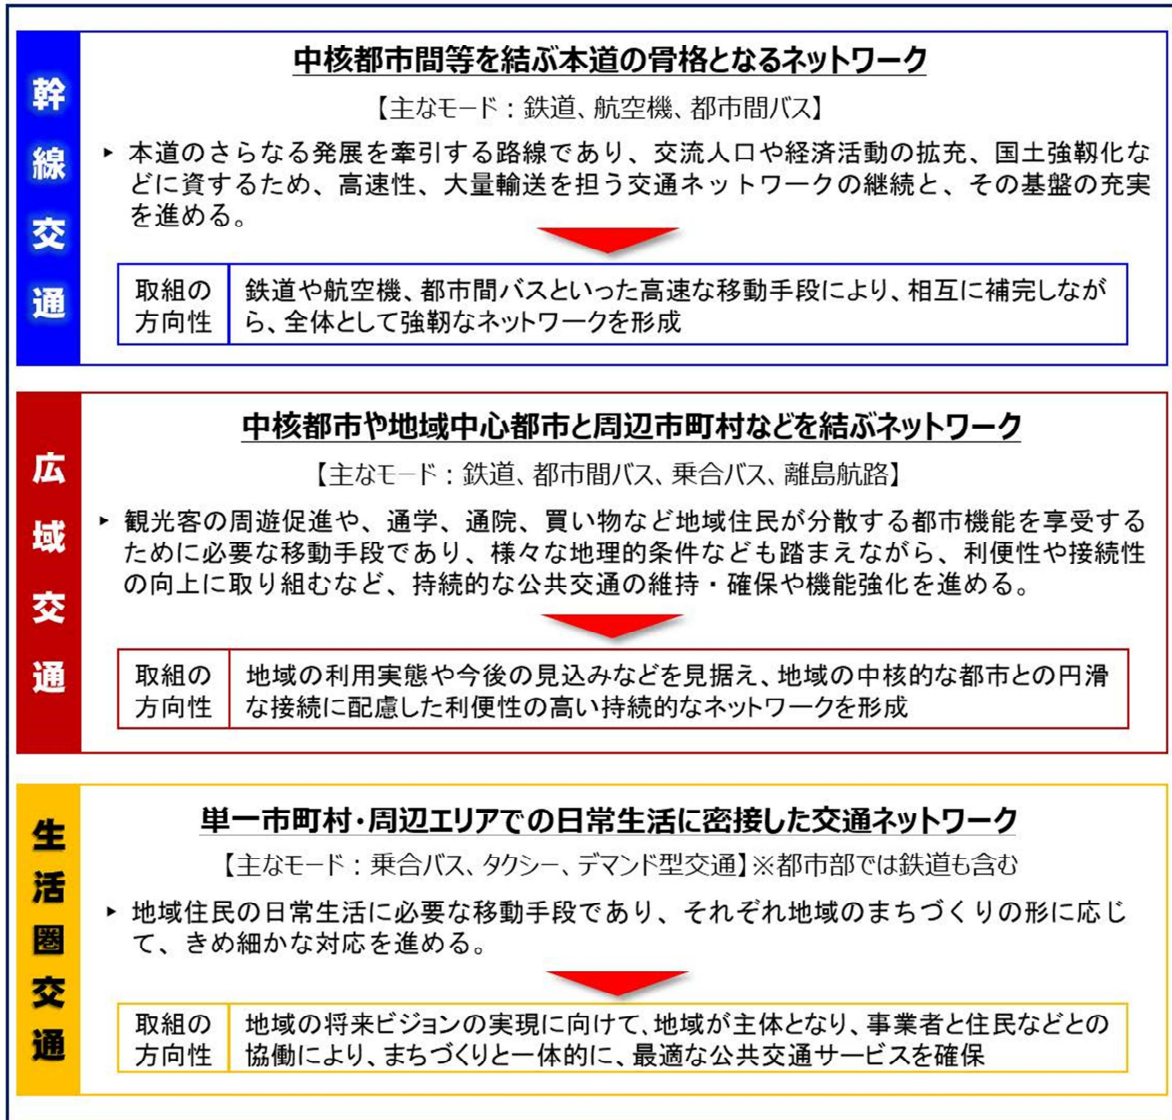 幹線交通
中核都市間等を結ぶ本道の骨格となるネットワーク
【主なモード：鉄道、航空機、都市間バス】
▸ 本道のさらなる発展を牽引する路線であり、交流人口や経済活動の拡充、国土強靱化な
どに資するため、高速性、大量輸送を担う交通ネットワークの継続と、その基盤の充実
を進める。
取組の
方向性
鉄道や航空機、都市間バスといった高速な移動手段により、相互に補完しなが
ら、全体として強靭なネットワークを形成
広域交通
中核都市や地域中心都市と周辺市町村などを結ぶネットワーク
【主なモード：鉄道、都市間バス、乗合バス、離島航路】
▸ 観光客の周遊促進や、通学、通院、買い物など地域住民が分散する都市機能を享受する
ために必要な移動手段であり、様々な地理的条件なども踏まえながら、利便性や接続性
の向上に取り組むなど、持続的な公共交通の維持・確保や機能強化を進める。
取組の
方向性
地域の利用実態や今後の見込みなどを見据え、地域の中核的な都市との円滑
な接続に配慮した利便性の高い持続的なネットワークを形成
生活圏交通
単一市町村・周辺エリアでの日常生活に密接した交通ネットワーク
【主なモード：乗合バス、タクシー、デマンド型交通】※都市部では鉄道も含む
▸ 地域住民の日常生活に必要な移動手段であり、それぞれ地域のまちづくりの形に応じ
て、きめ細かな対応を進める。
取組の
方向性
地域の将来ビジョンの実現に向けて、地域が主体となり、事業者と住民などとの
協働により、まちづくりと一体的に、最適な公共交通サービスを確保